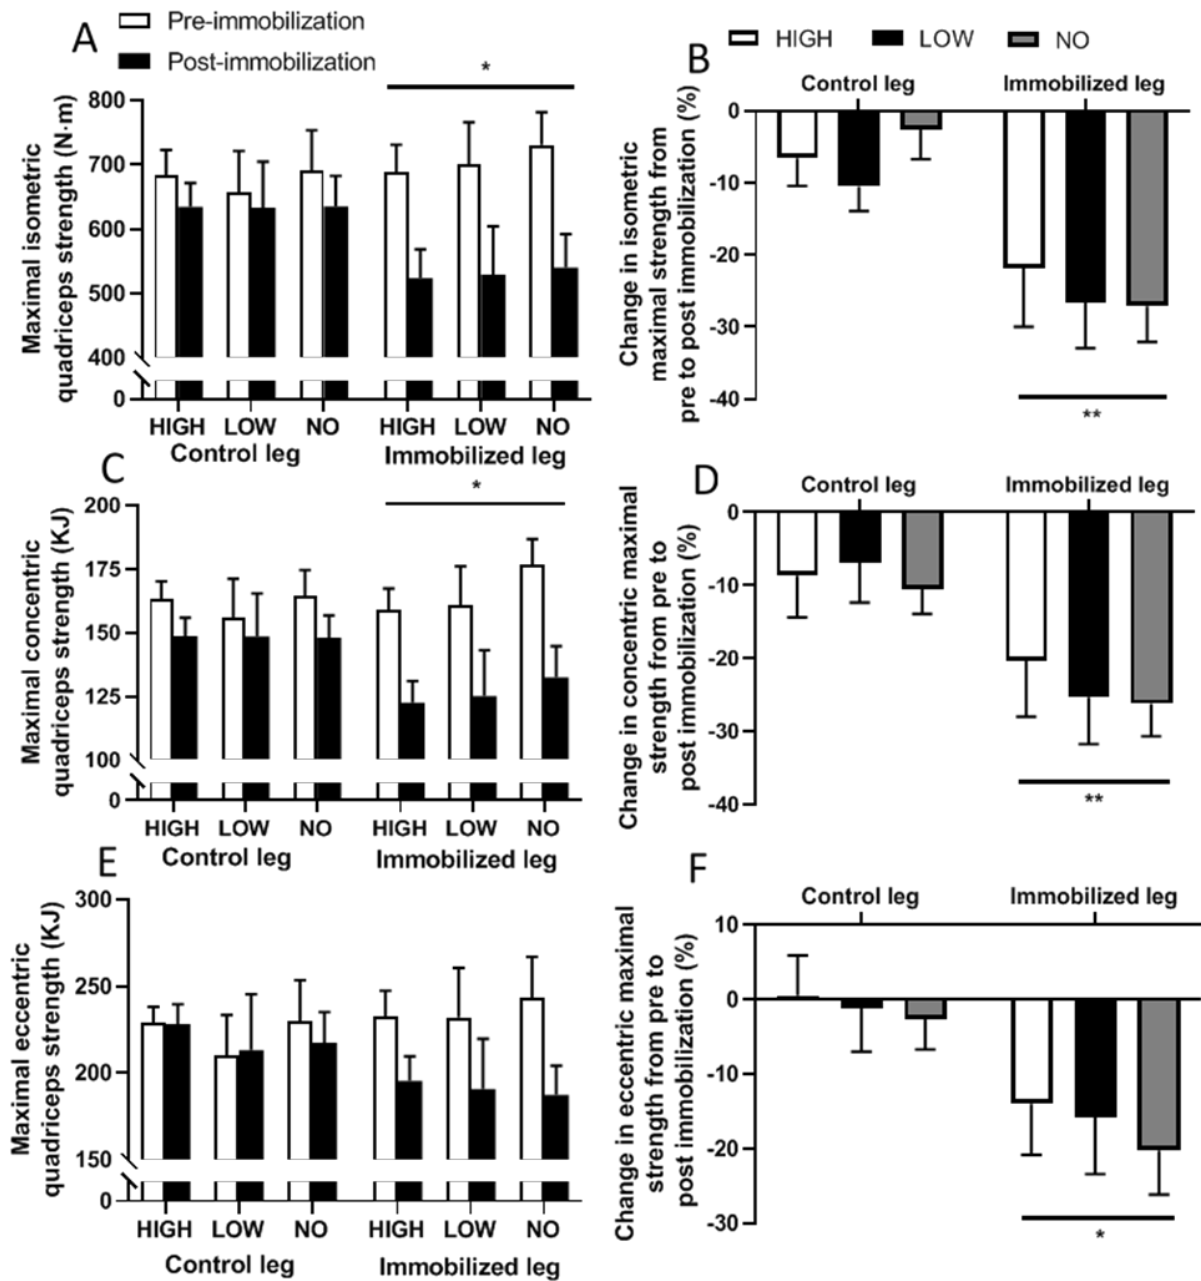 A
Pre-immobilization
Post-immobilization
*
Maximal isometric
quadriceps strength (N·m)
800
700
600
500
400
0
HIGH LOW NO HIGH LOW NO
Control leg Immobilized leg
B
HIGH LOW NO
Control leg Immobilized leg
Change in isometric
maximal strength from
pre to post immobilization (%)
0
-10
-20
-30
-40
**
C
*
Maximal concentric
quadriceps strength (KJ)
200
175
150
125
100
0
HIGH LOW NO HIGH LOW NO
Control leg Immobilized leg
D
Control leg Immobilized leg
Change in concentric maximal
strength from pre to
post immobilization (%)
0
-10
-20
-30
-40
**
E
Maximal eccentric
quadriceps strength (KJ)
300
250
200
150
0
HIGH LOW NO HIGH LOW NO
Control leg Immobilized leg
F
Control leg Immobilized leg
Change in eccentric maximal
strength from pre to
post immobilization (%)
10
0
-10
-20
-30
*